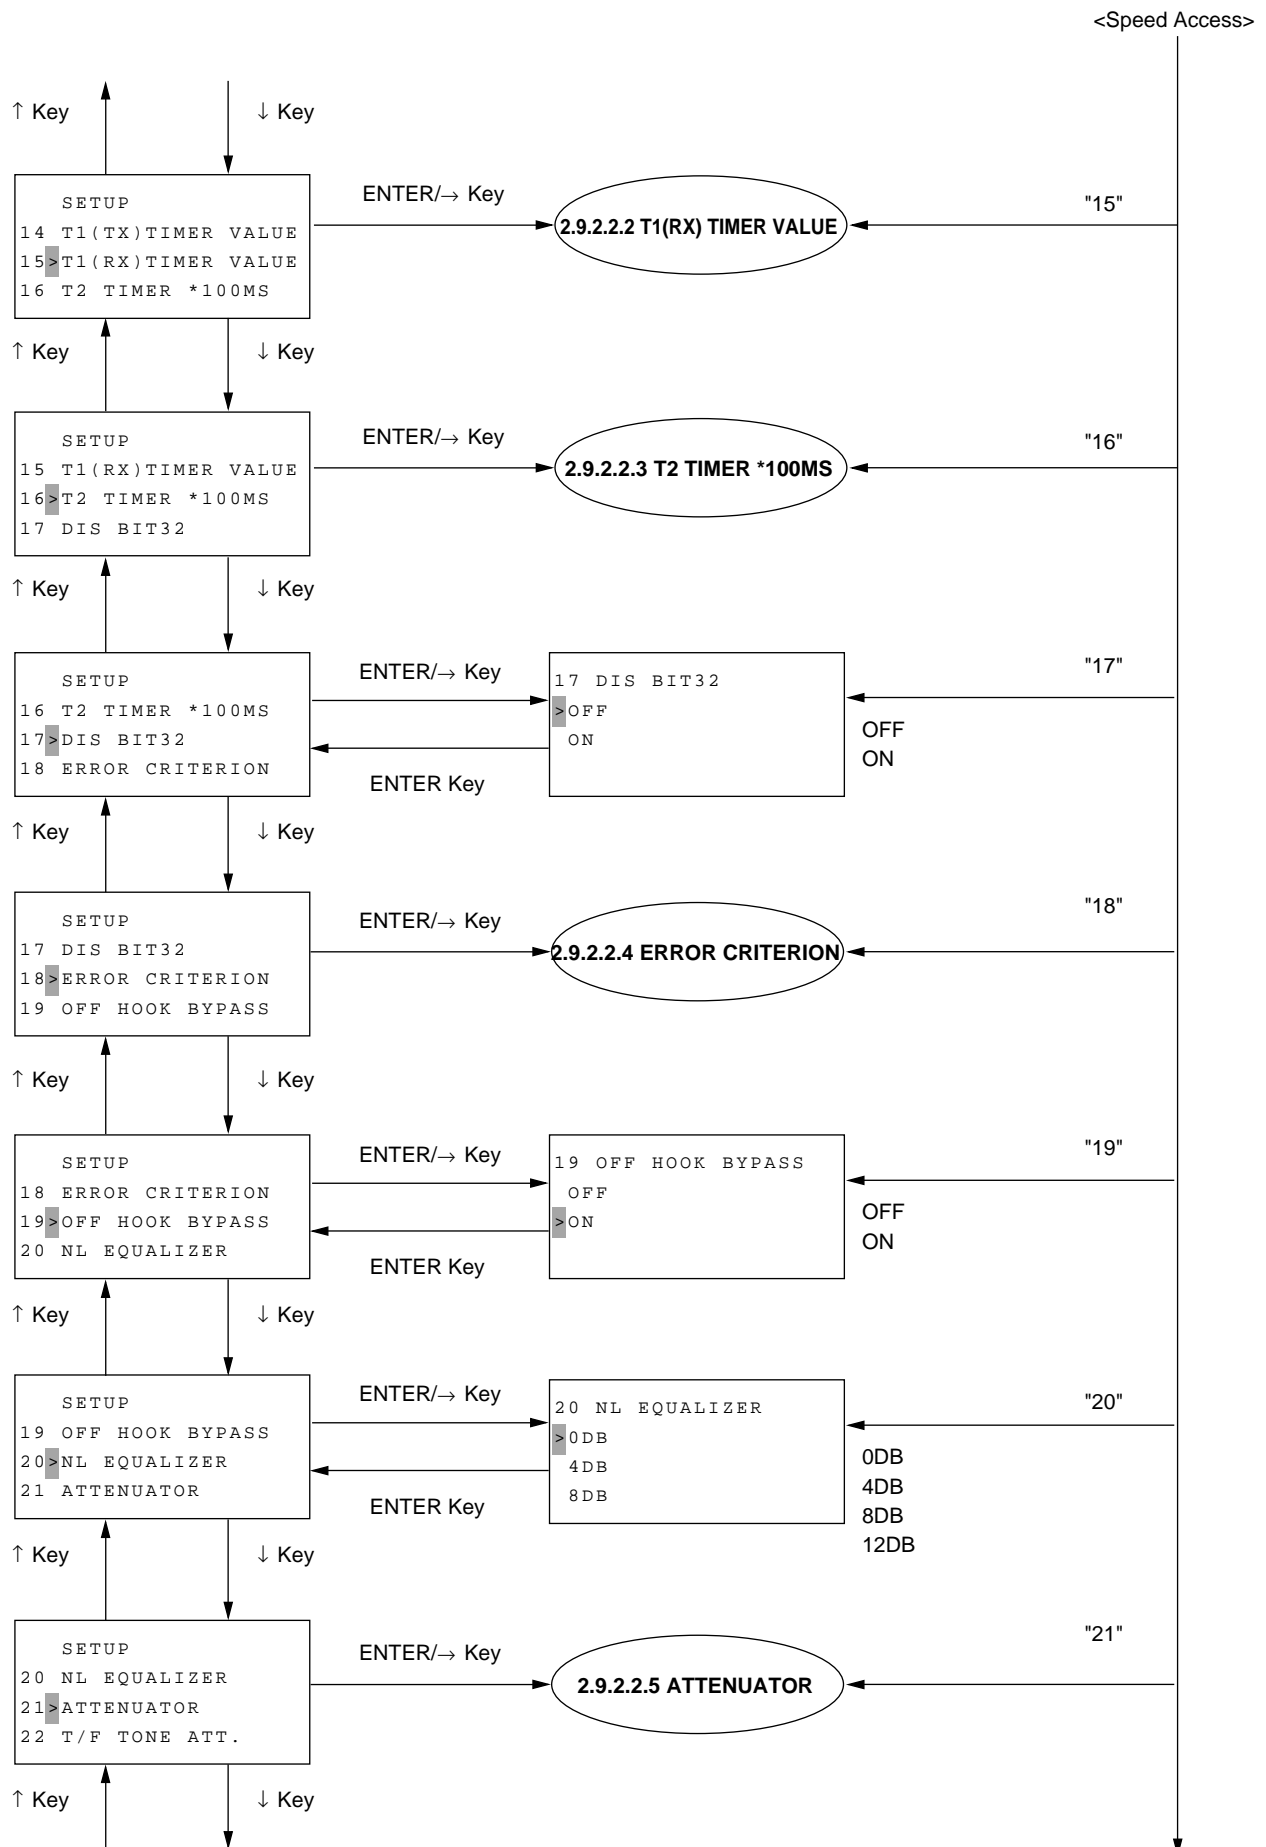 <Speed Access>
↑ Key
↓ Key
SETUP
14 T1(TX)TIMER VALUE
15>T1(RX)TIMER VALUE
16 T2 TIMER *100MS
ENTER/→ Key
2.9.2.2.2 T1(RX) TIMER VALUE
"15"
↑ Key
↓ Key
SETUP
15 T1(RX)TIMER VALUE
16>T2 TIMER *100MS
17 DIS BIT32
ENTER/→ Key
2.9.2.2.3 T2 TIMER *100MS
"16"
↑ Key
↓ Key
SETUP
16 T2 TIMER *100MS
17>DIS BIT32
18 ERROR CRITERION
ENTER/→ Key
ENTER Key
17 DIS BIT32
>OFF
ON
"17"
OFF
ON
↑ Key
↓ Key
SETUP
17 DIS BIT32
18>ERROR CRITERION
19 OFF HOOK BYPASS
ENTER/→ Key
2.9.2.2.4 ERROR CRITERION
"18"
↑ Key
↓ Key
SETUP
18 ERROR CRITERION
19>OFF HOOK BYPASS
20 NL EQUALIZER
ENTER/→ Key
ENTER Key
19 OFF HOOK BYPASS
OFF
>ON
"19"
OFF
ON
↑ Key
↓ Key
SETUP
19 OFF HOOK BYPASS
20>NL EQUALIZER
21 ATTENUATOR
ENTER/→ Key
ENTER Key
20 NL EQUALIZER
>0DB
4DB
8DB
"20"
0DB
4DB
8DB
12DB
↑ Key
↓ Key
SETUP
20 NL EQUALIZER
21>ATTENUATOR
22 T/F TONE ATT.
ENTER/→ Key
2.9.2.2.5 ATTENUATOR
"21"
↑ Key
↓ Key